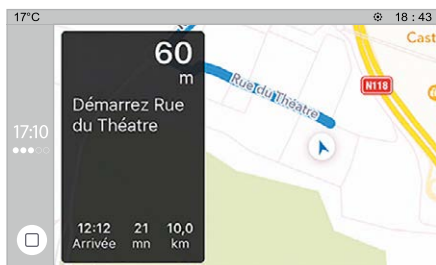 17°C
18 : 43
Cast
60
m
Démarrez Rue
du Théatre
Rue du Théatre
N118
17:10
12:12 21 10,0
Arrivée mn km